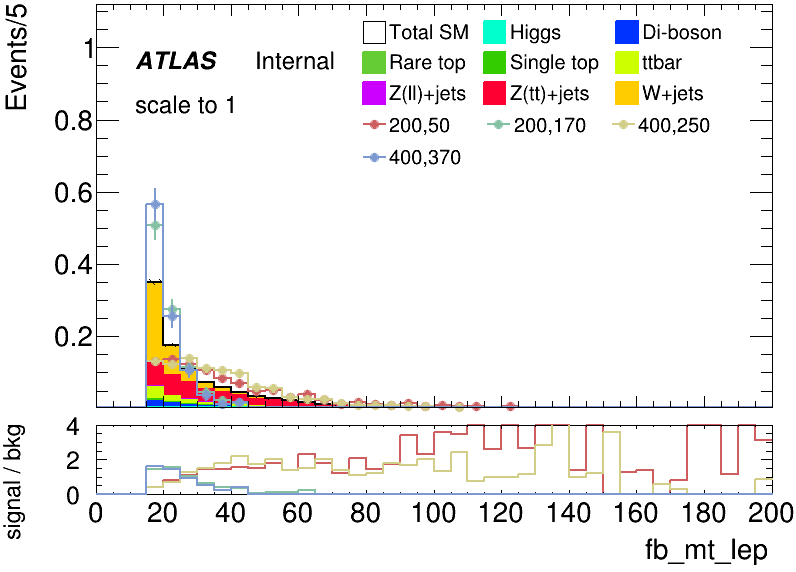 Events/5
1
0.8
0.6
0.4
0.2
ATLAS Internal
scale to 1
Total SM Higgs Di-boson
Rare top Single top ttbar
Z(ll)+jets Z(tt)+jets W+jets
200,50 200,170 400,250
400,370
signal / bkg
4
2
0
0 20 40 60 80 100 120 140 160 180 200
fb_mt_lep